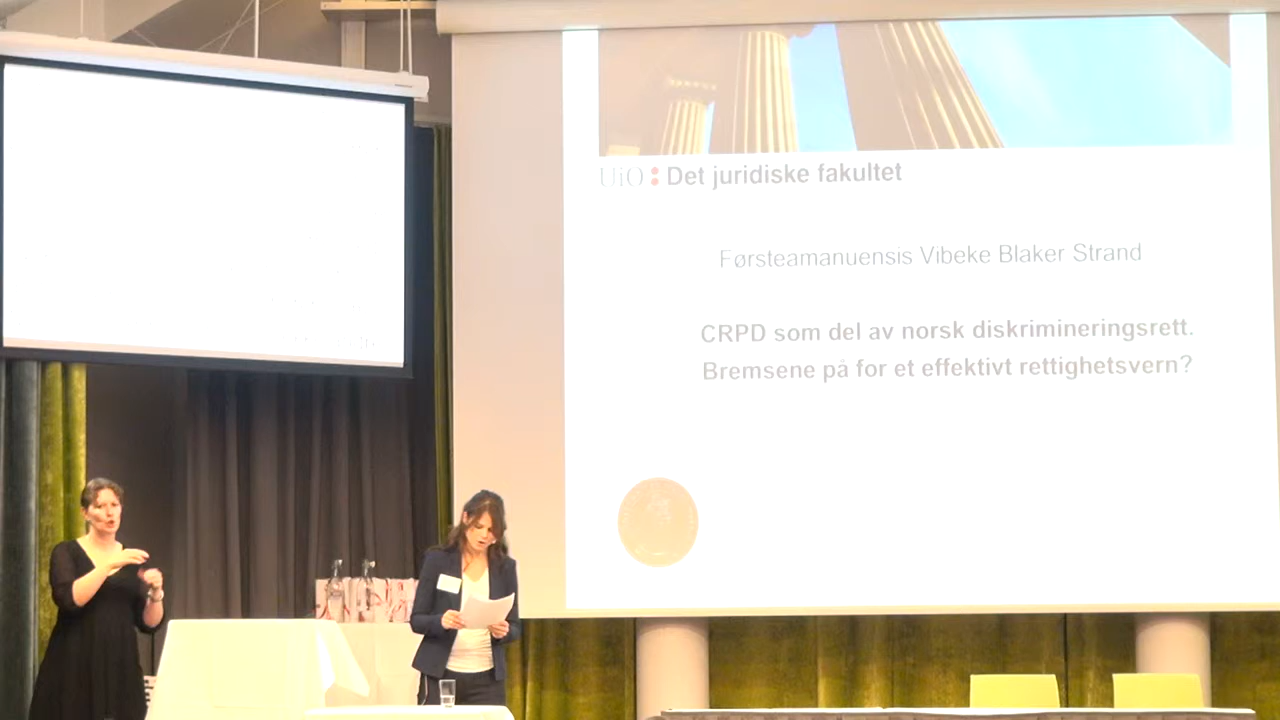 UiO : Det juridiske fakultet
Førsteamanuensis Vibeke Blaker Strand
CRPD som del av norsk diskrimineringsrett.
Bremsene på for et effektivt rettighetsvern?